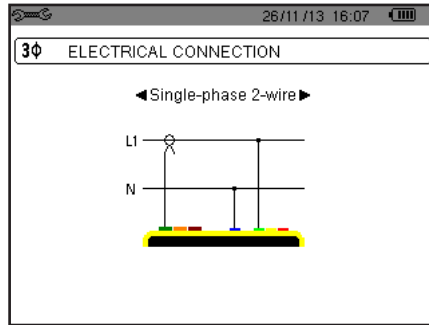 26/11/13 16:07
3Φ ELECTRICAL CONNECTION
◄Single-phase 2-wire►
L1
N